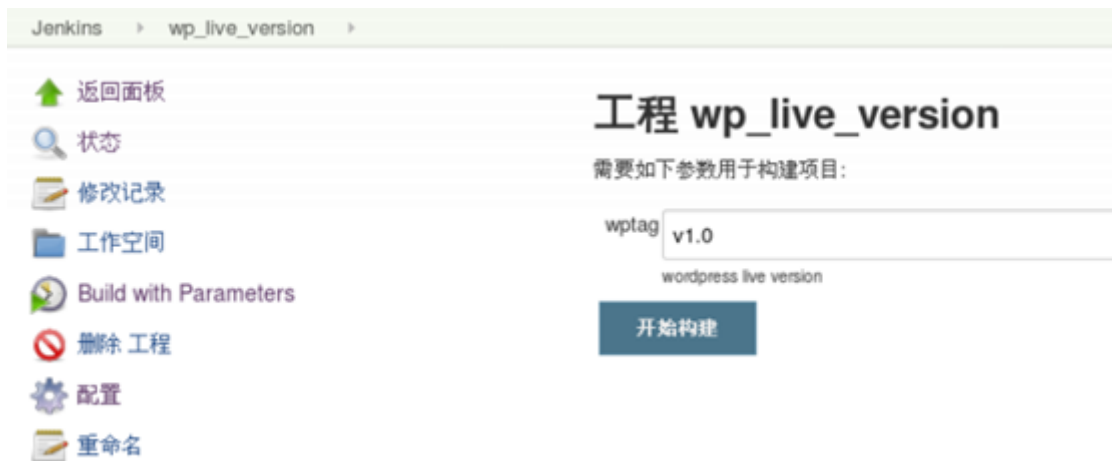 Jenkins wp_live_version
返回面板
状态
修改记录
工作空间
Build with Parameters
删除 工程
配置
重命名
工程 wp_live_version
需要如下参数用于构建项目:
wptag v1.0
wordpress live version
开始构建